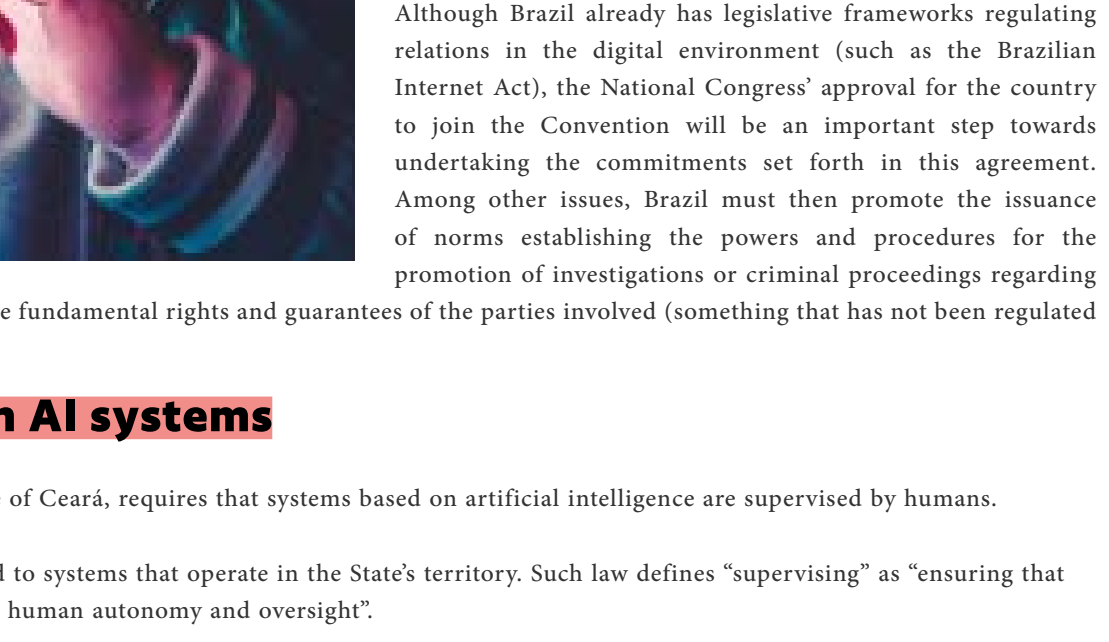 Although Brazil already has legislative frameworks regulating
relations in the digital environment (such as the Brazilian
Internet Act), the National Congress’ approval for the country
to join the Convention will be an important step towards
undertaking the commitments set forth in this agreement.
Among other issues, Brazil must then promote the issuance
of norms establishing the powers and procedures for the
promotion of investigations or criminal proceedings regarding
fundamental rights and guarantees of the parties involved (something that has not been regulated
AI systems
of Ceará, requires that systems based on artificial intelligence are supervised by humans.
to systems that operate in the State’s territory. Such law defines “supervising” as “ensuring that
human autonomy and oversight”.